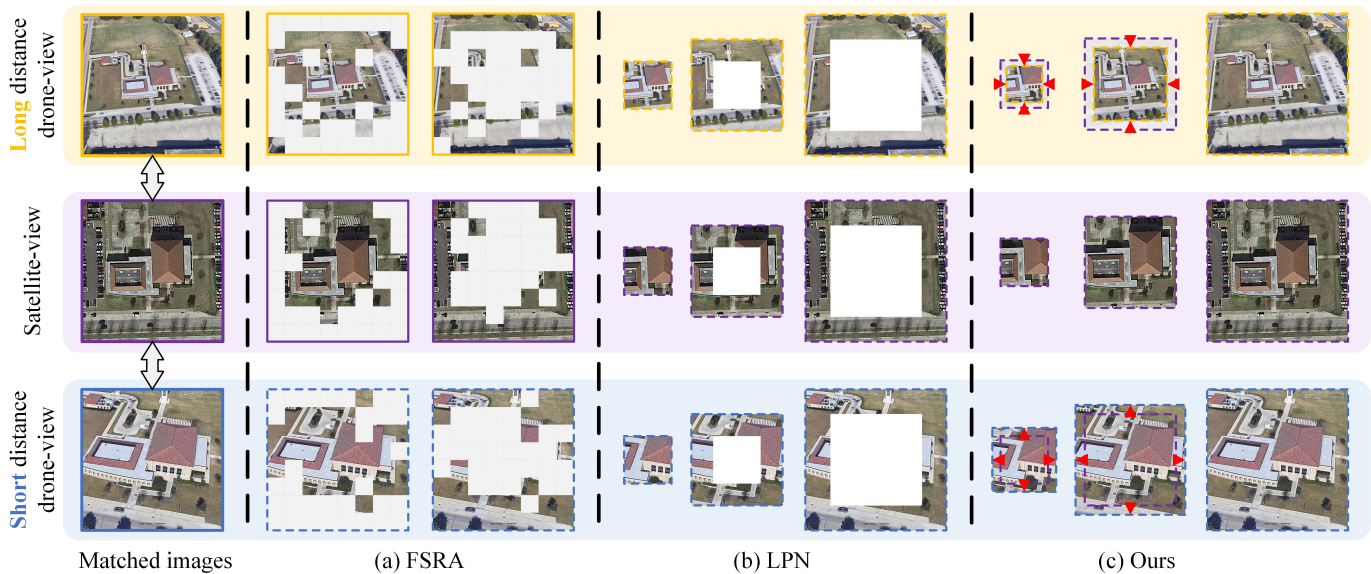 Long distance
drone-view
Satellite-view
Short distance
drone-view
Matched images
(a) FSRA
(b) LPN
(c) Ours